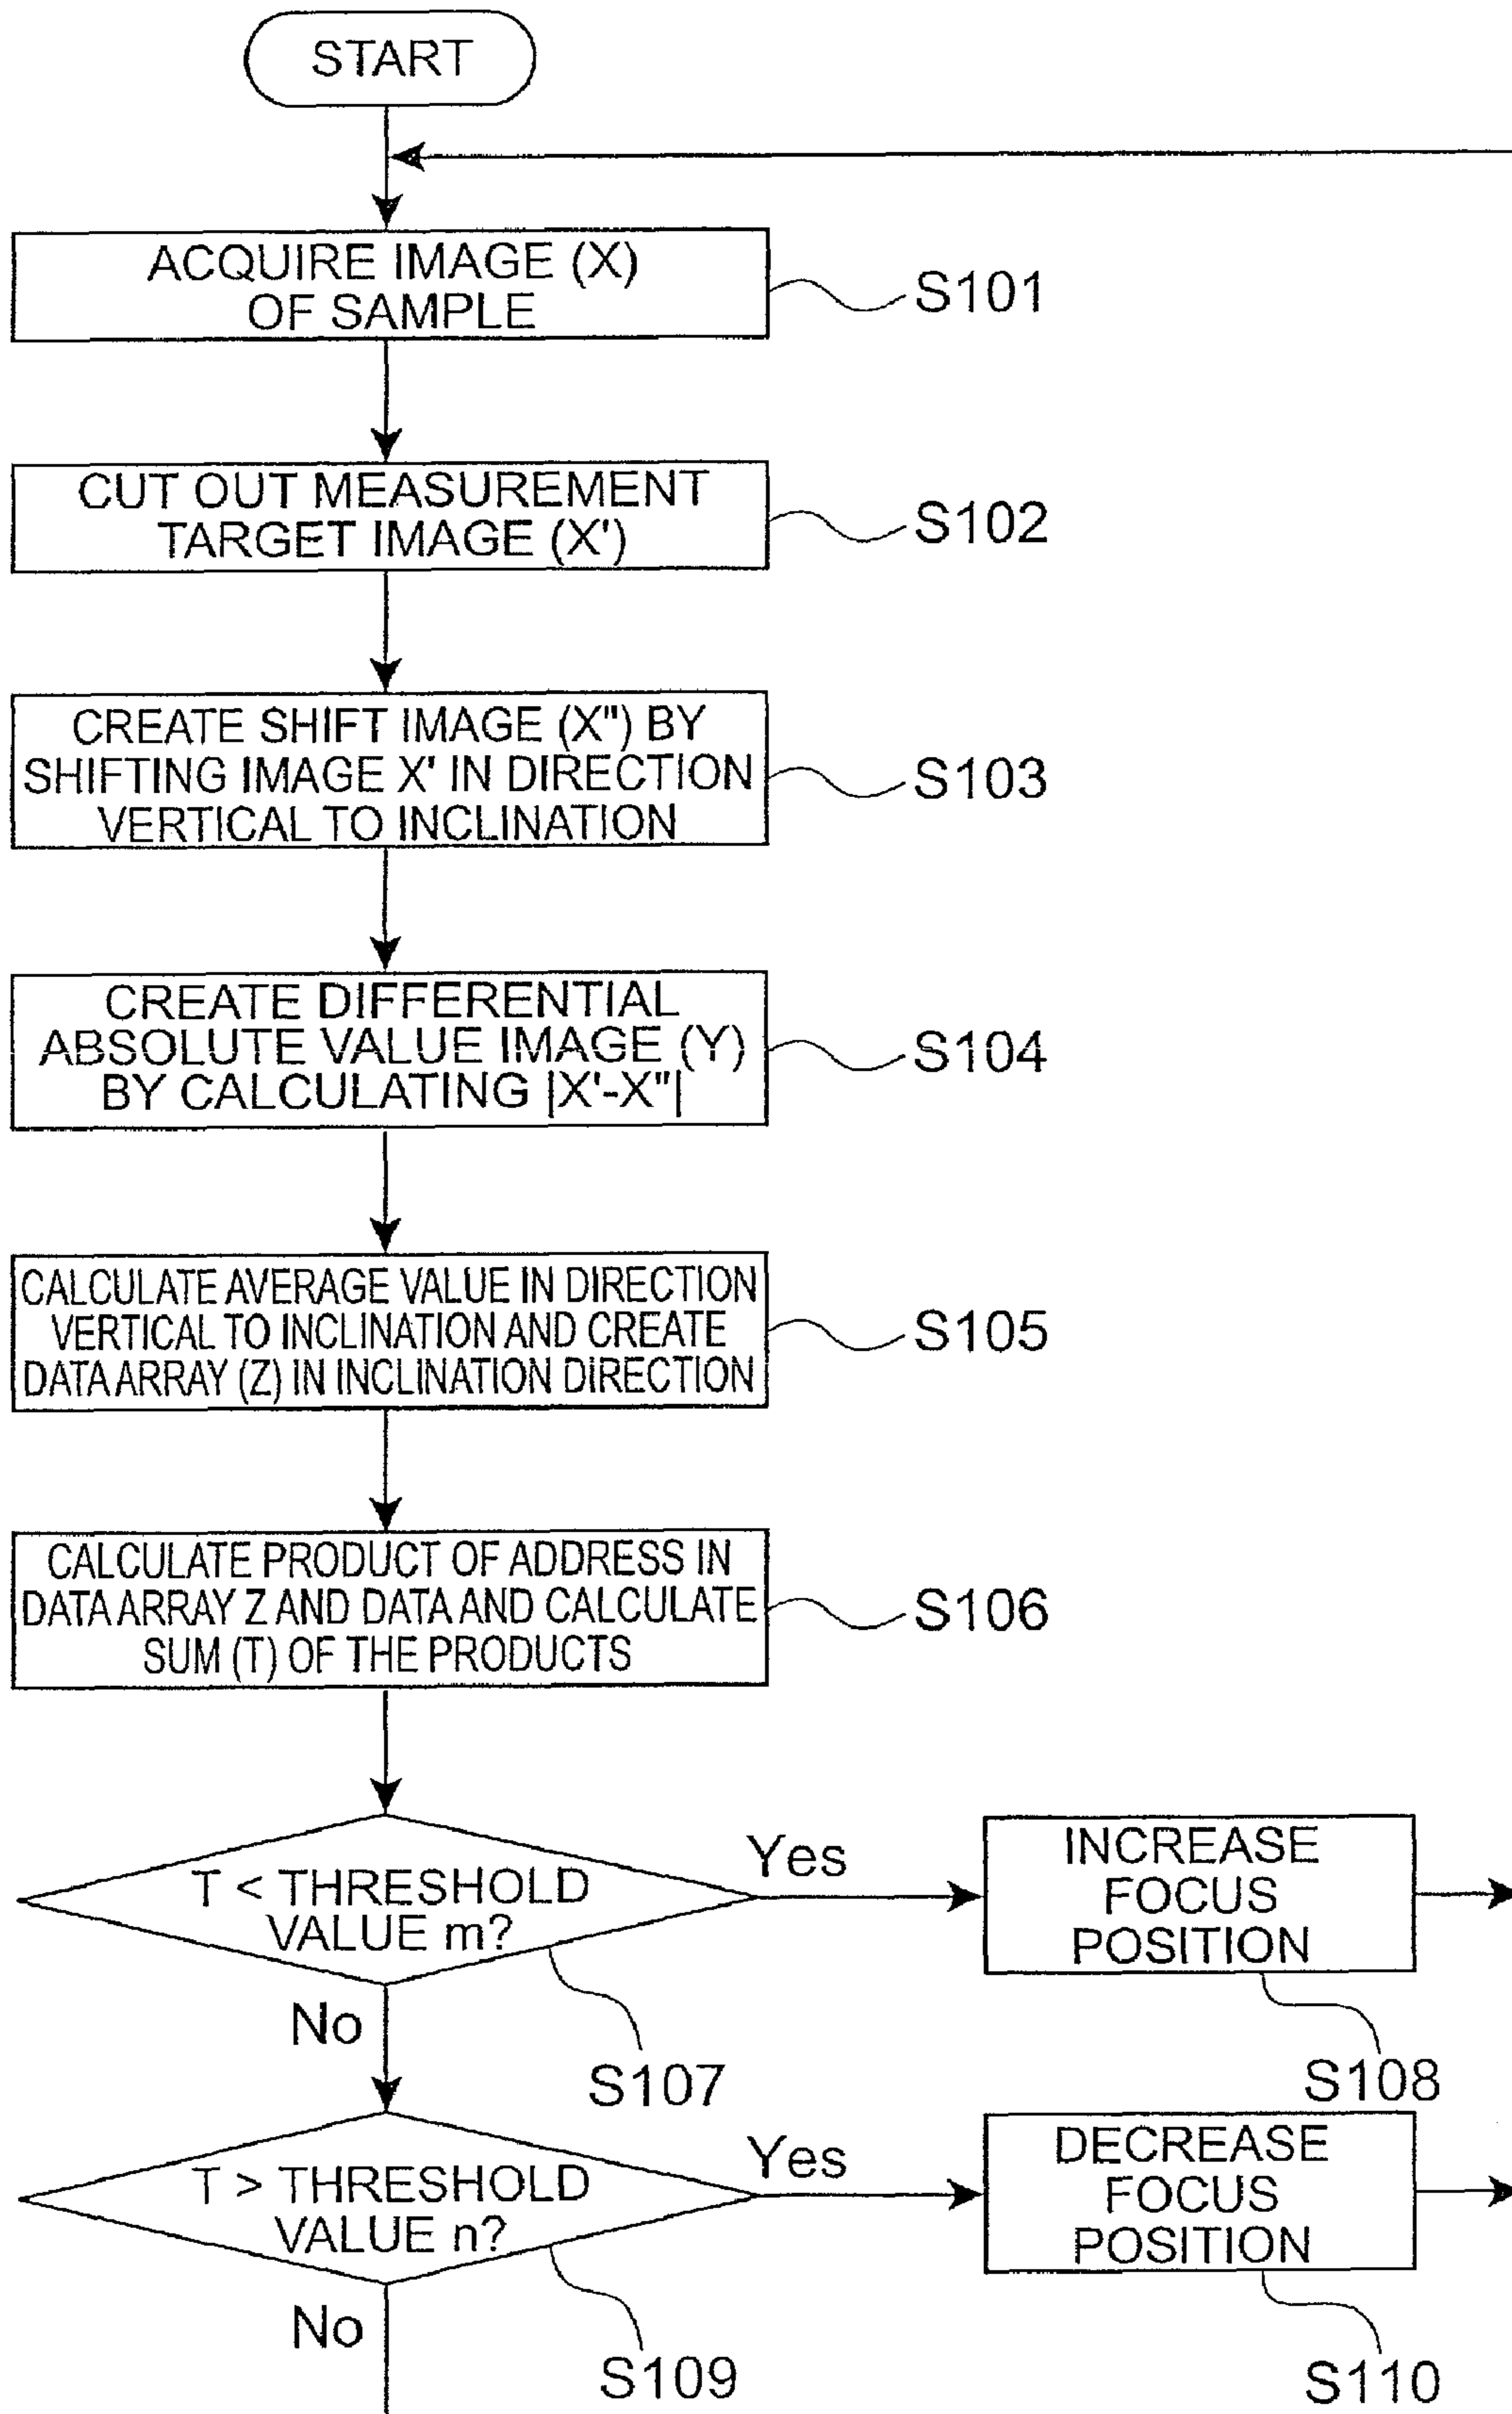 START
ACQUIRE IMAGE (X)
OF SAMPLE
S101
CUT OUT MEASUREMENT
TARGET IMAGE (X')
S102
CREATE SHIFT IMAGE (X") BY
SHIFTING IMAGE X' IN DIRECTION
VERTICAL TO INCLINATION
S103
CREATE DIFFERENTIAL
ABSOLUTE VALUE IMAGE (Y)
BY CALCULATING |X'-X"|
S104
CALCULATE AVERAGE VALUE IN DIRECTION
VERTICAL TO INCLINATION AND CREATE
DATA ARRAY (Z) IN INCLINATION DIRECTION
S105
CALCULATE PRODUCT OF ADDRESS IN
DATA ARRAY Z AND DATA AND CALCULATE
SUM (T) OF THE PRODUCTS
S106
T < THRESHOLD
VALUE m?
Yes
No
S107
INCREASE
FOCUS
POSITION
S108
T > THRESHOLD
VALUE n?
Yes
No
S109
DECREASE
FOCUS
POSITION
S110